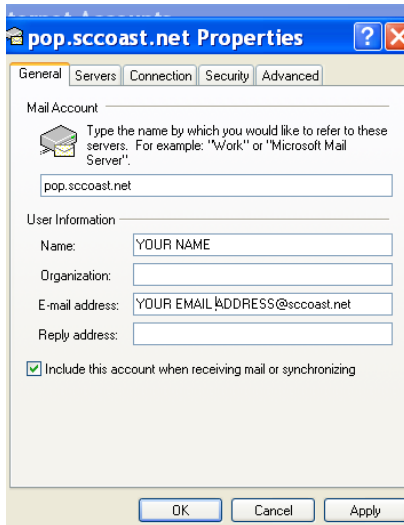 pop.sccoast.net Properties
General Servers Connection Security Advanced
Mail Account
Type the name by which you would like to refer to these
servers. For example: "Work" or "Microsoft Mail
Server".
pop.sccoast.net
User Information
Name: YOUR NAME
Organization:
E-mail address: YOUR EMAIL ADDRESS@sccoast.net
Reply address:
Include this account when receiving mail or synchronizing
OK Cancel Apply